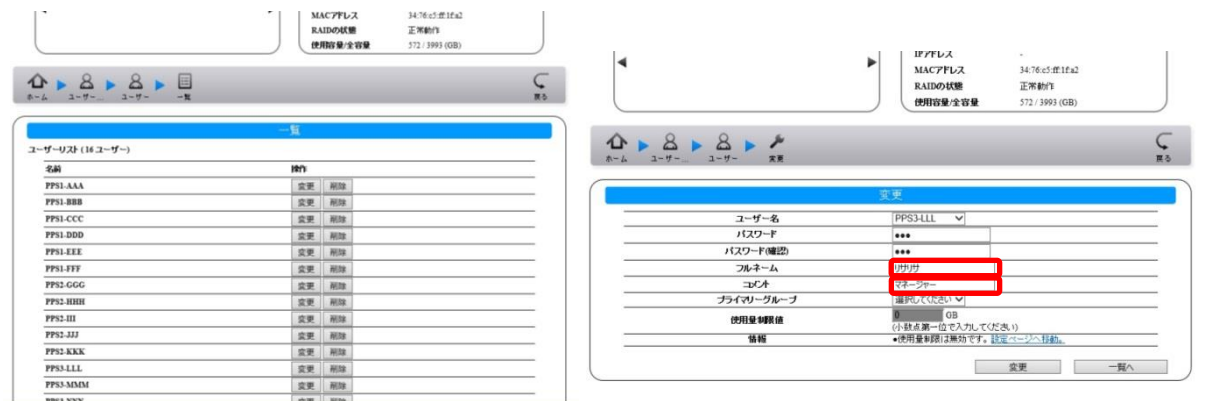 MACアドレス 34:76:c5:ff:1f:a2
RAIDの状態 正常動作
使用容量/全容量 572 / 3993 (GB)
ホーム ユーザー... ユーザー 一覧 戻る
一覧
ユーザーリスト ( 16 ユーザー)
名前 操作
PPS1-AAA 変更 削除
PPS1-BBB 変更 削除
PPS1-CCC 変更 削除
PPS1-DDD 変更 削除
PPS1-EEE 変更 削除
PPS1-FFF 変更 削除
PPS2-GGG 変更 削除
PPS2-HHH 変更 削除
PPS2-III 変更 削除
PPS2-JJJ 変更 削除
PPS2-KKK 変更 削除
PPS3-LLL 変更 削除
PPS3-MMM 変更 削除
IPアドレス -
MACアドレス 34:76:c5:ff:1f:a2
RAIDの状態 正常動作
使用容量/全容量 572 / 3993 (GB)
ホーム ユーザー... ユーザー 変更 戻る
変更
ユーザー名 PPS3-LLL
パスワード ●●●
パスワード(確認) ●●●
フルネーム リサリサ
コメント マネージャー
プライマリーグループ 選択してください
使用量制限値 0 GB
(小数点第一位で入力してください)
情報 ●使用量制限は無効です。設定ページへ移動。
変更 一覧へ